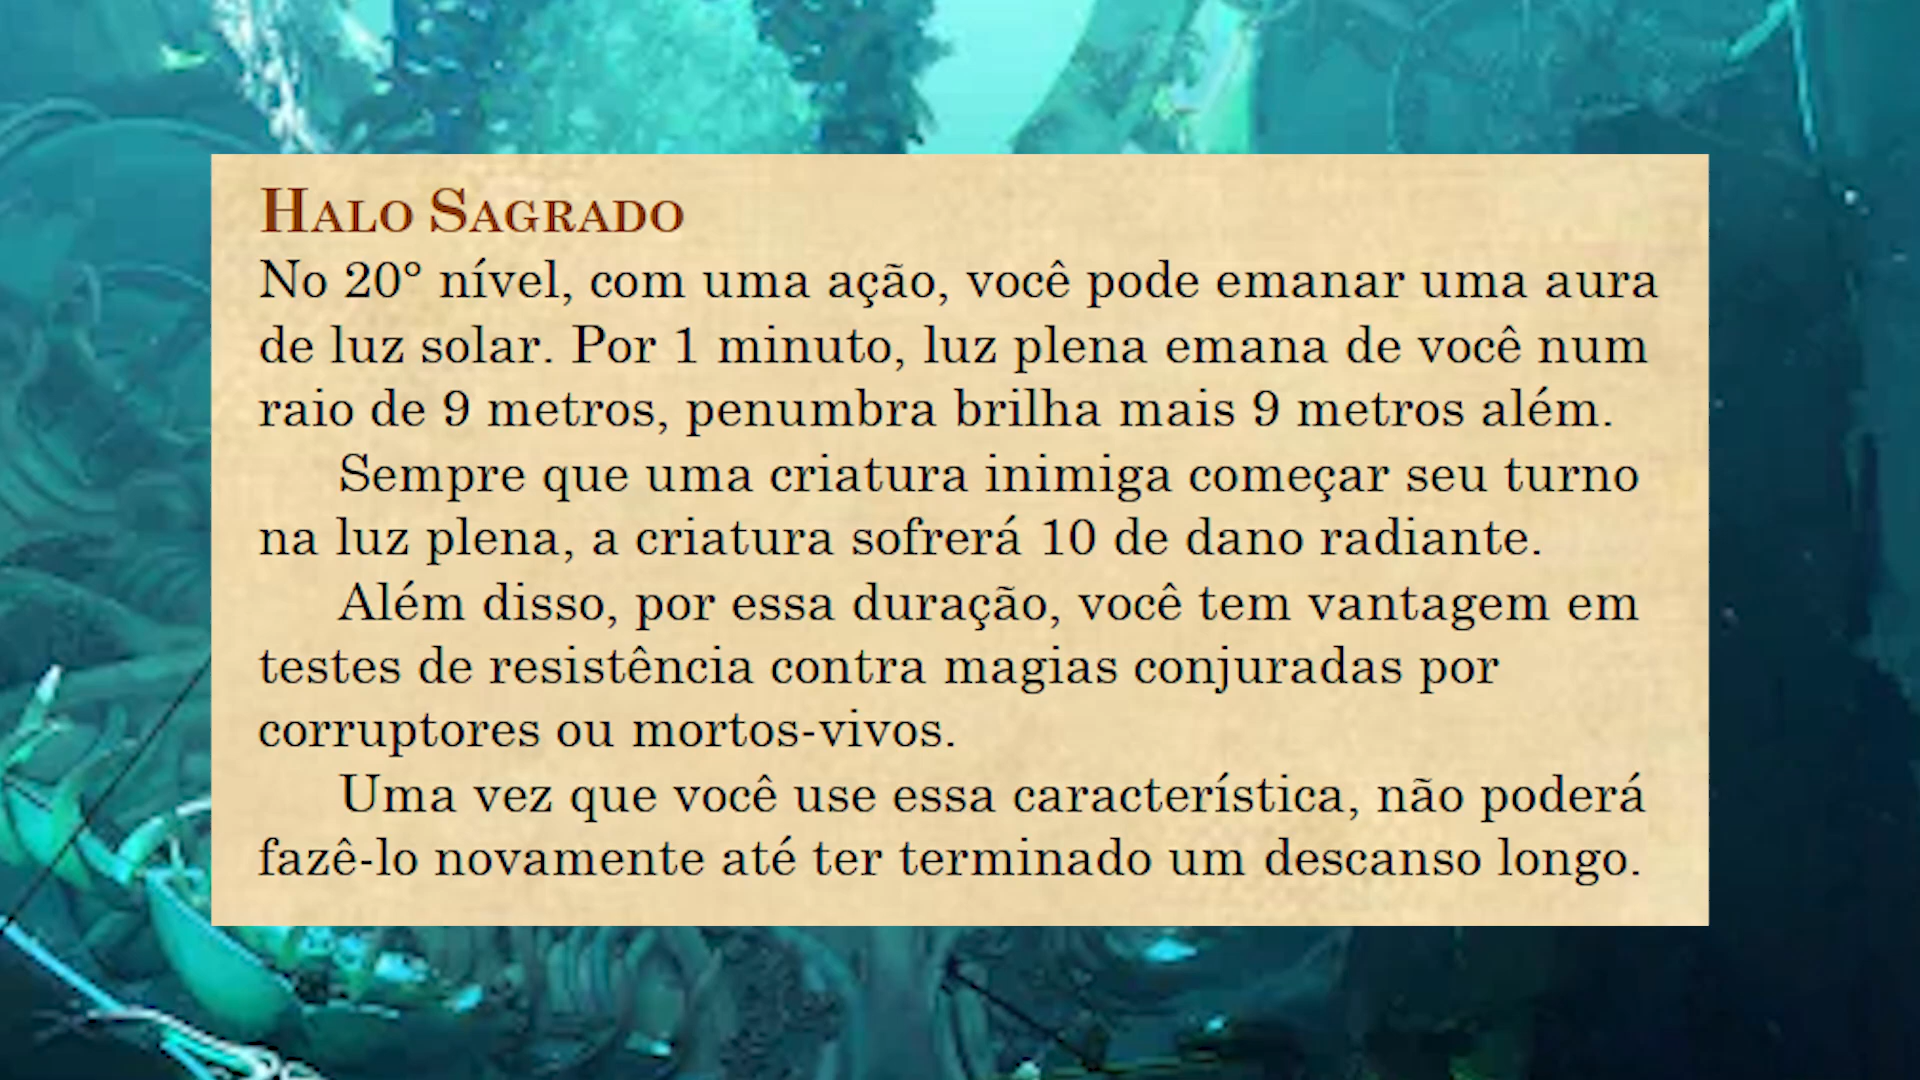 Halo Sagrado
No 20° nível, com uma ação, você pode emanar uma aura
de luz solar. Por 1 minuto, luz plena emana de você num
raio de 9 metros, penumbra brilha mais 9 metros além.
Sempre que uma criatura inimiga começar seu turno
na luz plena, a criatura sofrerá 10 de dano radiante.
Além disso, por essa duração, você tem vantagem em
testes de resistência contra magias conjuradas por
corruptores ou mortos-vivos.
Uma vez que você use essa característica, não poderá
fazê-lo novamente até ter terminado um descanso longo.